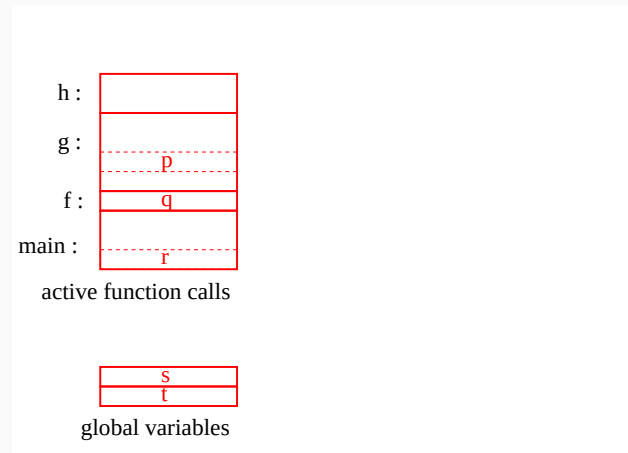 h :
g :
p
f :
q
main :
r
active function calls
s
t
global variables